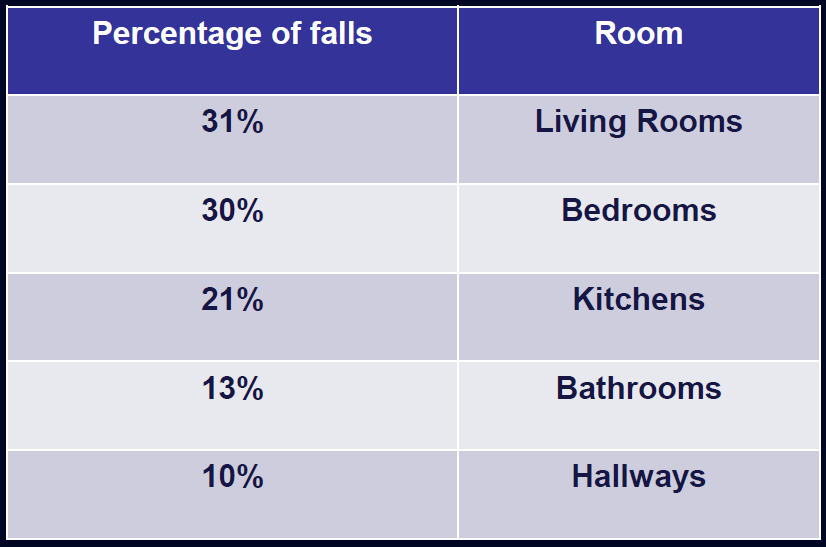 Percentage of falls Room
31% Living Rooms
30% Bedrooms
21% Kitchens
13% Bathrooms
10% Hallways